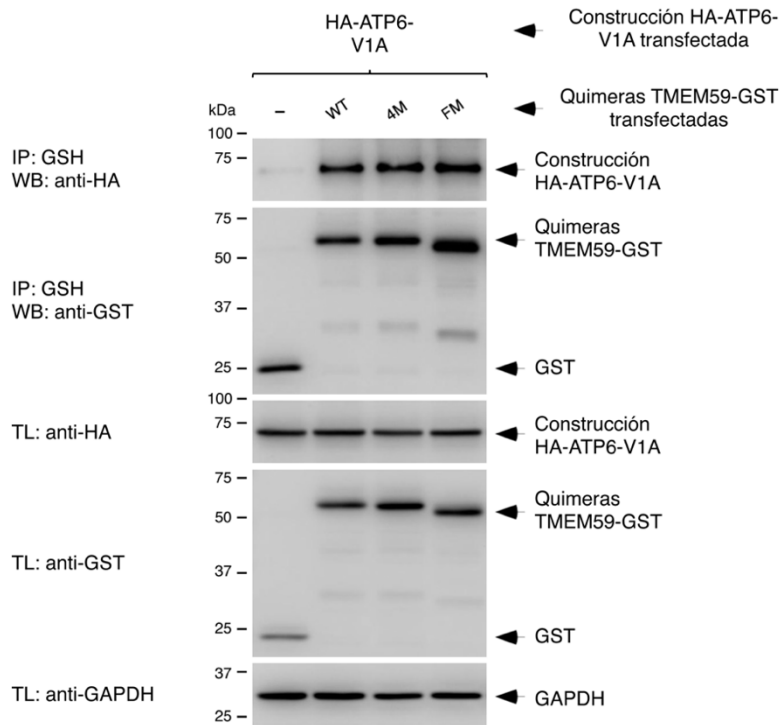 HA-ATP6-
V1A
Construcción HA-ATP6-
V1A transfectada
kDa
–
WT
4M
FM
Quimeras TMEM59-GST
transfectadas
100
75
IP: GSH
WB: anti-HA
Construcción
HA-ATP6-V1A
75
50
37
25
IP: GSH
WB: anti-GST
Quimeras
TMEM59-GST
GST
100
75
TL: anti-HA
Construcción
HA-ATP6-V1A
75
50
37
25
TL: anti-GST
Quimeras
TMEM59-GST
GST
37
25
TL: anti-GAPDH
GAPDH